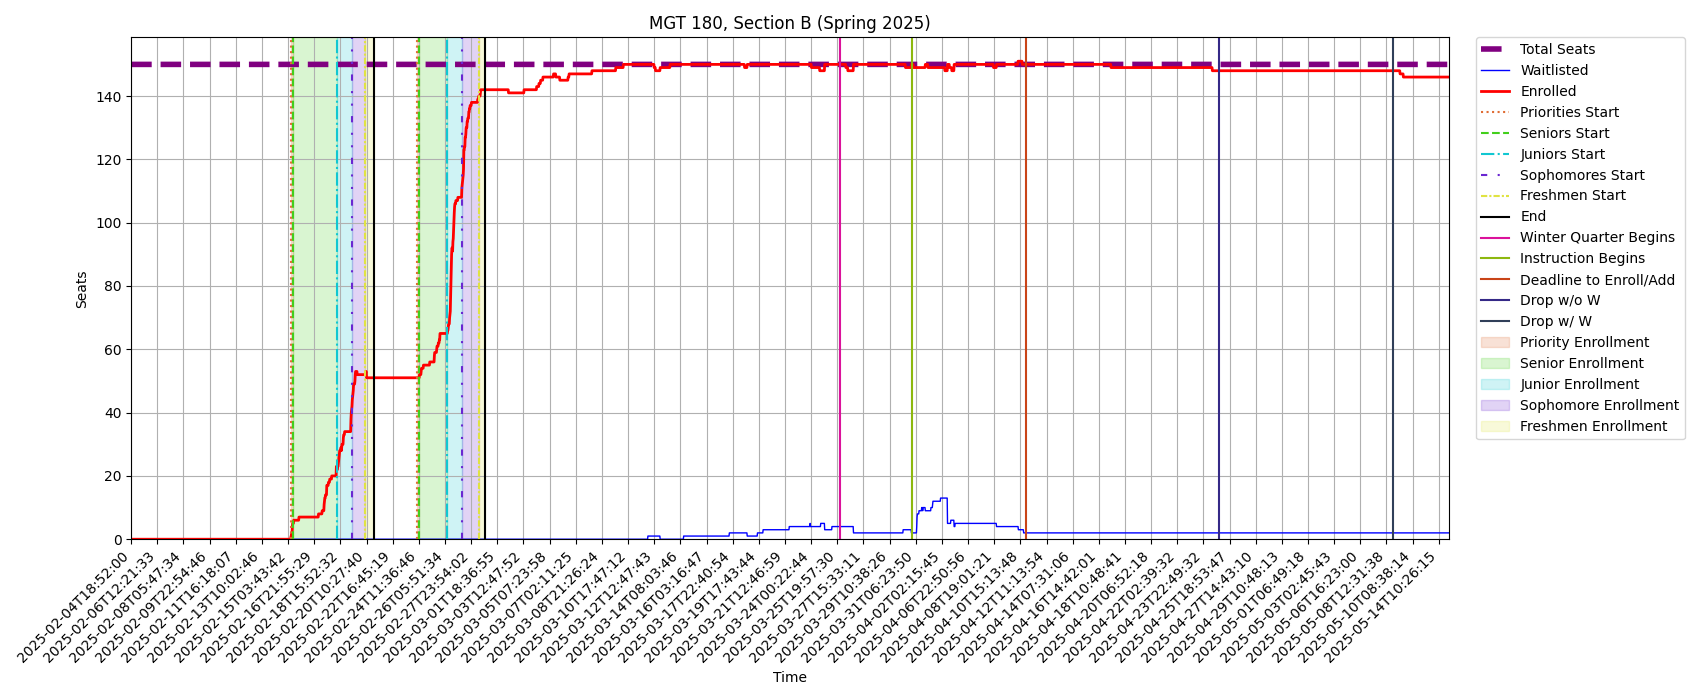 MGT 180, Section B (Spring 2025)
Seats
140
120
100
80
60
40
20
0
2025-02-04T18:52:00
2025-02-06T12:21:33
2025-02-08T05:47:34
2025-02-09T22:54:46
2025-02-11T16:18:07
2025-02-13T10:02:46
2025-02-15T03:43:42
2025-02-16T21:55:29
2025-02-18T15:52:32
2025-02-20T10:27:40
2025-02-22T16:45:19
2025-02-24T11:36:46
2025-02-26T05:51:34
2025-02-27T23:54:02
2025-03-01T18:36:55
2025-03-03T12:47:52
2025-03-05T07:23:58
2025-03-07T02:11:25
2025-03-08T21:26:24
2025-03-10T17:47:12
2025-03-12T12:47:43
2025-03-14T08:03:46
2025-03-16T03:16:47
2025-03-17T22:40:54
2025-03-19T17:43:44
2025-03-21T12:46:59
2025-03-24T00:22:44
2025-03-25T19:57:30
2025-03-27T15:33:11
2025-03-29T10:38:26
2025-03-31T06:23:50
2025-04-02T02:15:45
2025-04-06T22:50:56
2025-04-08T19:01:21
2025-04-10T15:13:48
2025-04-12T11:13:54
2025-04-14T07:31:06
2025-04-16T14:42:01
2025-04-18T10:48:41
2025-04-20T06:52:18
2025-04-22T02:39:32
2025-04-23T22:49:32
2025-04-25T18:53:47
2025-04-27T14:43:10
2025-04-29T10:48:13
2025-05-01T06:49:18
2025-05-03T02:45:43
2025-05-06T16:23:00
2025-05-08T12:31:38
2025-05-10T08:38:14
2025-05-14T10:26:15
Time
Total Seats
Waitlisted
Enrolled
Priorities Start
Seniors Start
Juniors Start
Sophomores Start
Freshmen Start
End
Winter Quarter Begins
Instruction Begins
Deadline to Enroll/Add
Drop w/o W
Drop w/ W
Priority Enrollment
Senior Enrollment
Junior Enrollment
Sophomore Enrollment
Freshmen Enrollment